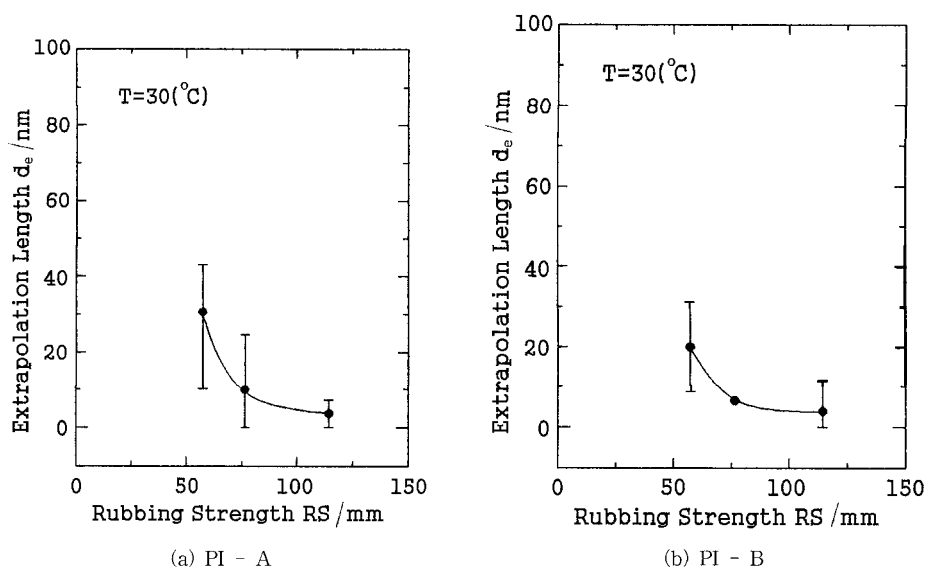 100
80
60
40
20
0
Extrapolation Length dₑ /nm
T=30(°C)
0 50 100 150
Rubbing Strength RS /mm
(a) PI - A
100
80
60
40
20
0
Extrapolation Length dₑ /nm
T=30(°C)
0 50 100 150
Rubbing Strength RS /mm
(b) PI - B